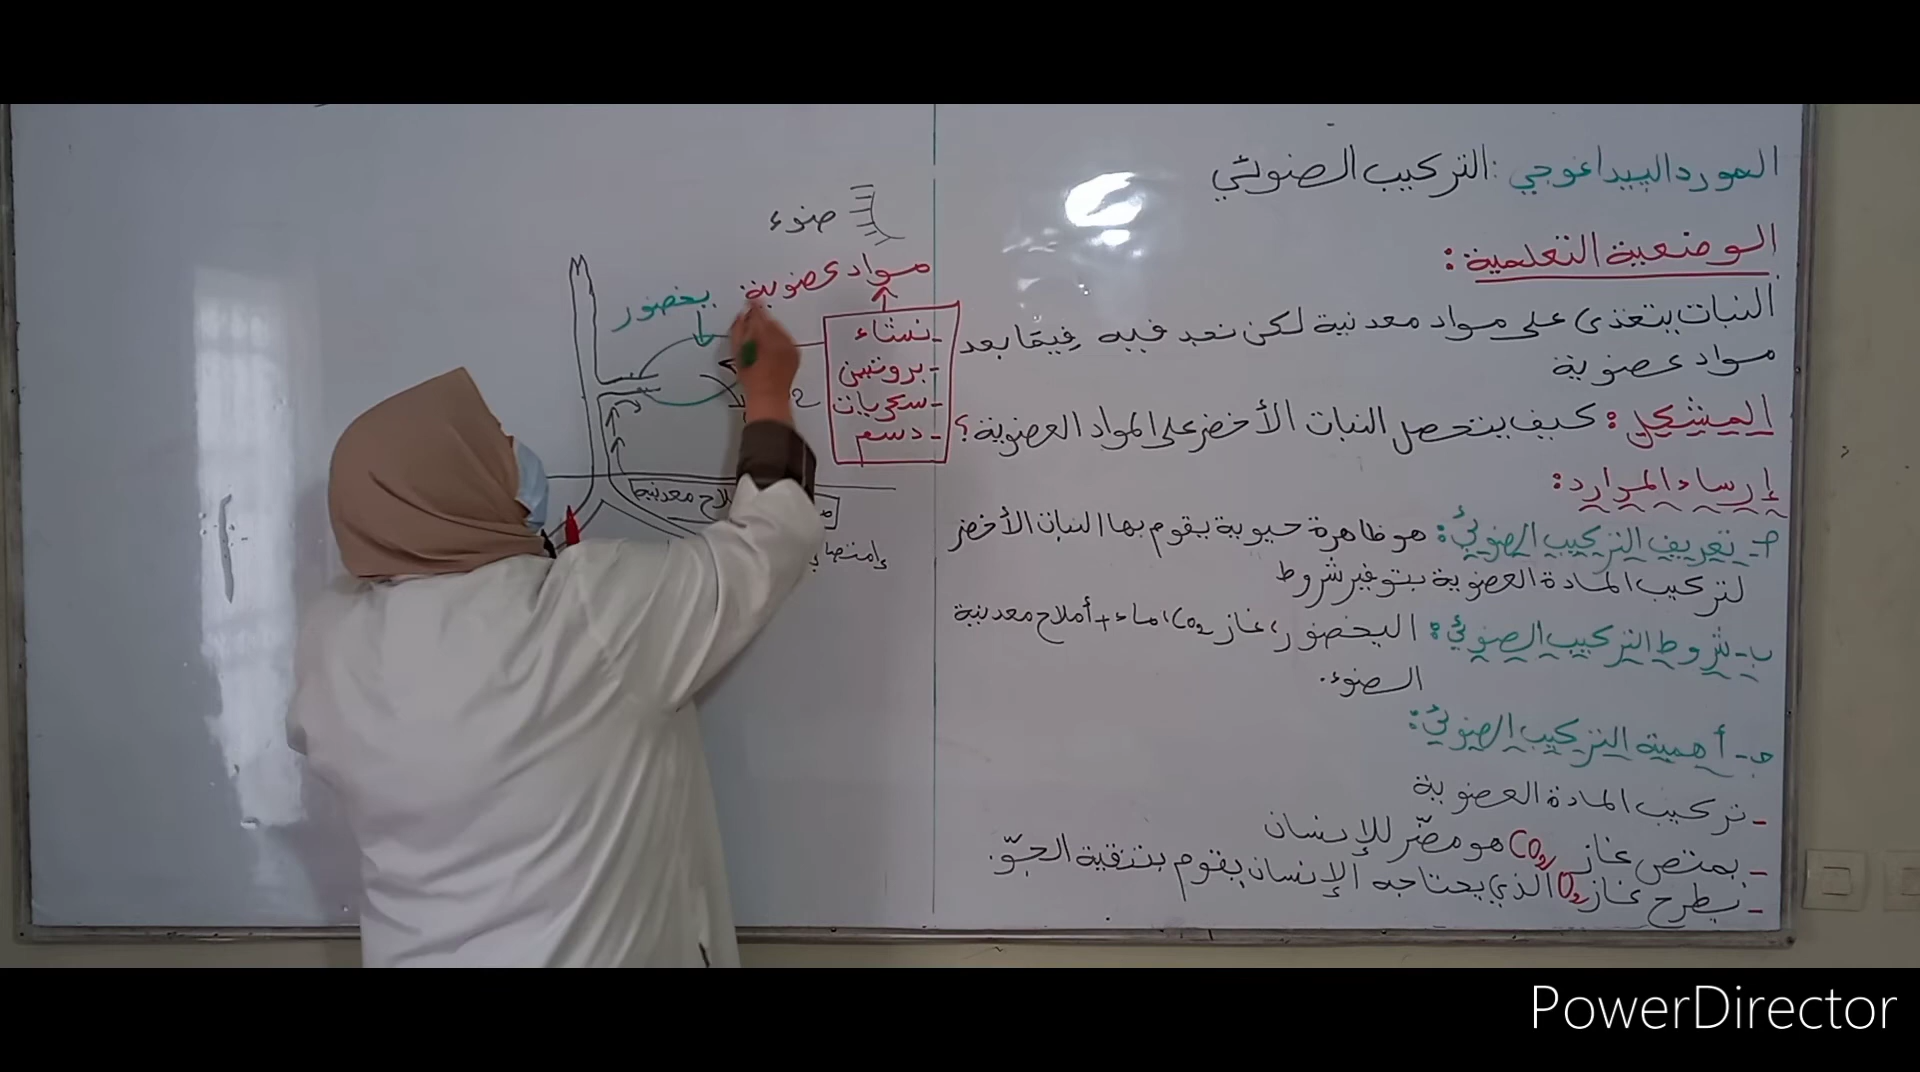 المورد البيداغوجي: التركيب الضوئي
الوضعية التعلمية:
النبات يتغذى على مواد معدنية لكن نجد فيه فيما بعد
مواد عضوية
المشكل: كيف يتحصل النبات الأخضر على المواد العضوية؟
إرساء الموارد:
أ- تعريف التركيب الضوئي: هو ظاهرة حيوية يقوم بها النبات الأخضر
لتركيب المادة العضوية بتوفير شروط
ب- شروط التركيب الضوئي: اليخضور، غاز CO2، ماء + أملاح معدنية
الضوء.
ج- أهمية التركيب الضوئي:
- تركيب المادة العضوية
- يمتص غاز CO2 هو مضّر للإنسان
- يطرح غاز O2 الذي يحتاجه الإنسان يقوم بتنقية الجوّ.
ضوء
مواد عضوية
يخضور
- نشاء
- بروتين
- سكريات
- دسم
معدنية
PowerDirector